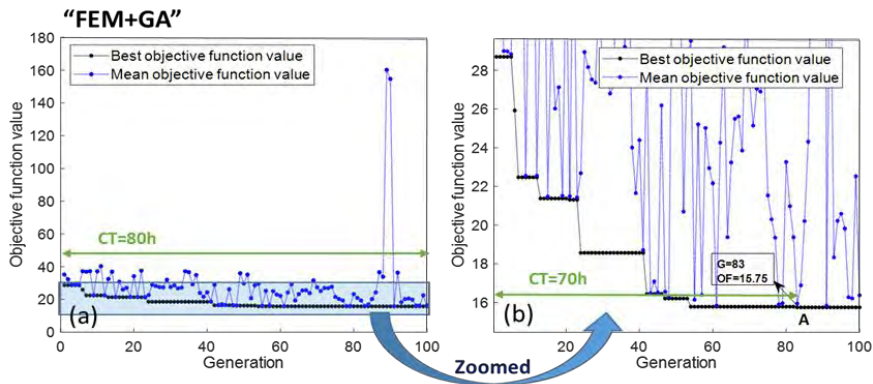 “FEM+GA”
180
160
140
120
100
80
60
40
20
0
Objective function value
Best objective function value
Mean objective function value
CT=80h
(a)
0 20 40 60 80 100
Generation
28
26
24
22
20
18
16
Objective function value
Best objective function value
Mean objective function value
G=83
OF=15.75
CT=70h
(b)
A
20 40 60 80 100
Generation
Zoomed